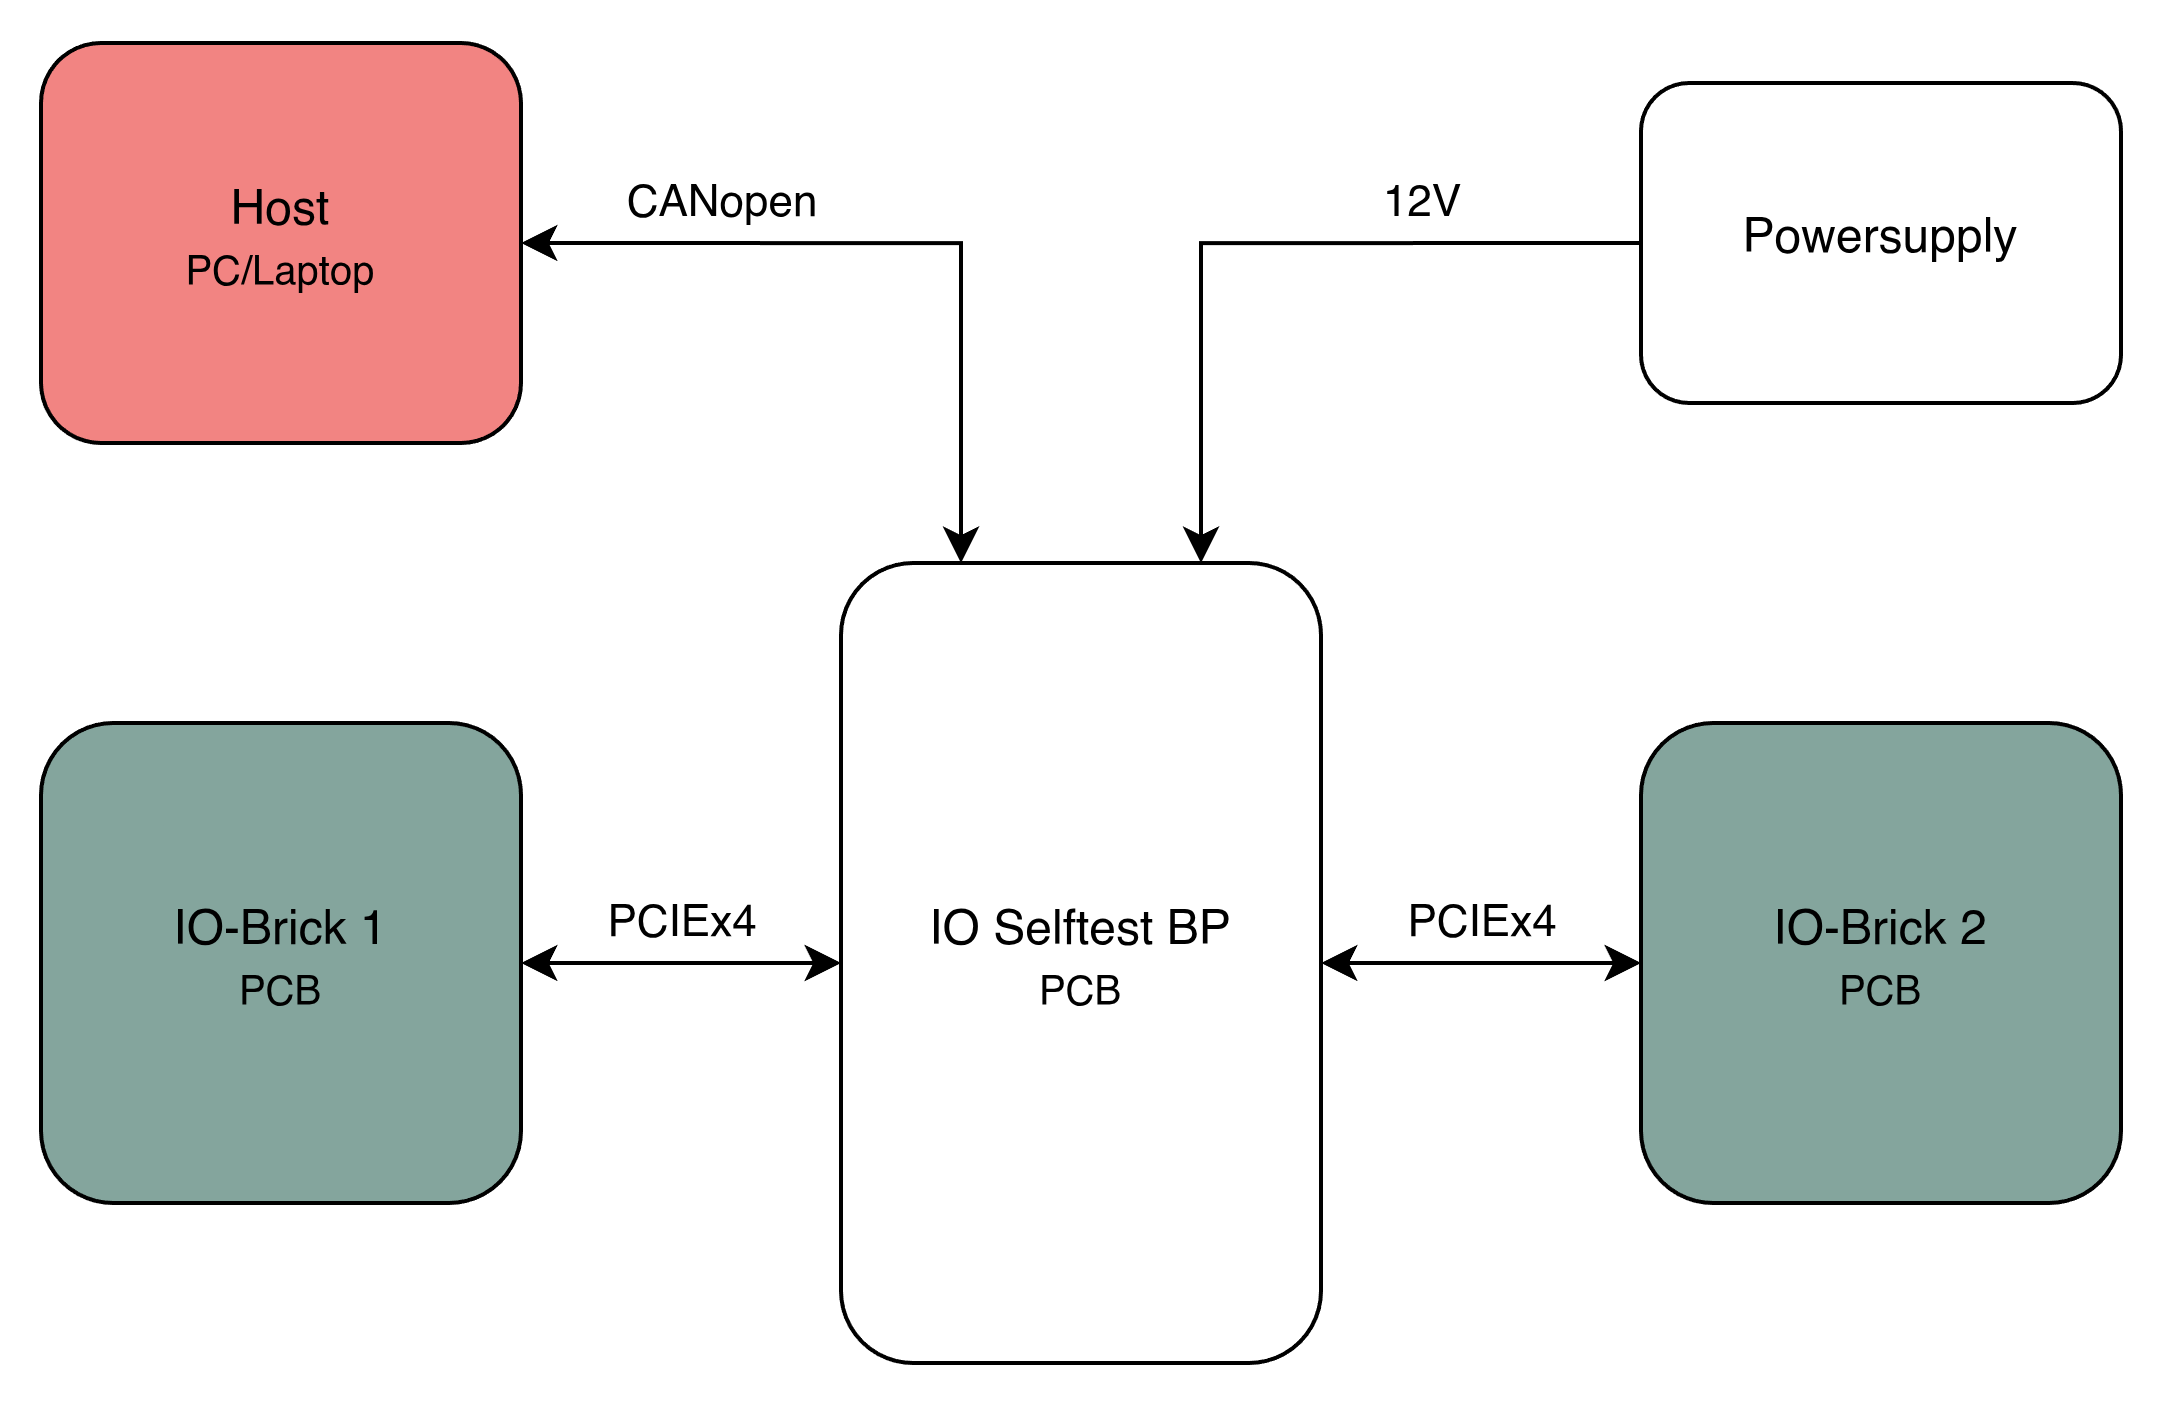 Host
PC/Laptop
CANopen
12V
Powersupply
IO-Brick 1
PCB
PCIEx4
IO Selftest BP
PCB
PCIEx4
IO-Brick 2
PCB